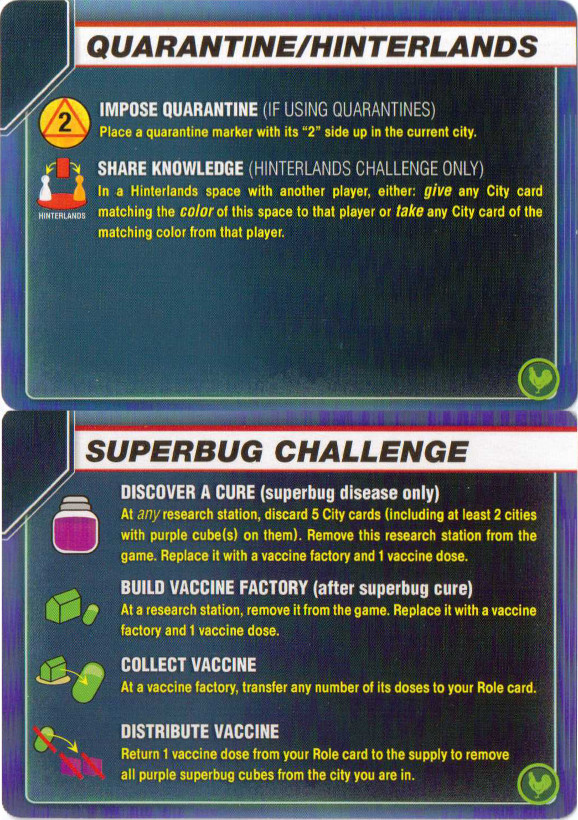 QUARANTINE/HINTERLANDS
2
IMPOSE QUARANTINE (IF USING QUARANTINES)
Place a quarantine marker with its “2” side up in the current city.
SHARE KNOWLEDGE (HINTERLANDS CHALLENGE ONLY)
HINTERLANDS
In a Hinterlands space with another player, either: give any City card
matching the color of this space to that player or take any City card of the
matching color from that player.
SUPERBUG CHALLENGE
DISCOVER A CURE (superbug disease only)
At any research station, discard 5 City cards (including at least 2 cities
with purple cube(s) on them). Remove this research station from the
game. Replace it with a vaccine factory and 1 vaccine dose.
BUILD VACCINE FACTORY (after superbug cure)
At a research station, remove it from the game. Replace it with a vaccine
factory and 1 vaccine dose.
COLLECT VACCINE
At a vaccine factory, transfer any number of its doses to your Role card.
DISTRIBUTE VACCINE
Return 1 vaccine dose from your Role card to the supply to remove
all purple superbug cubes from the city you are in.